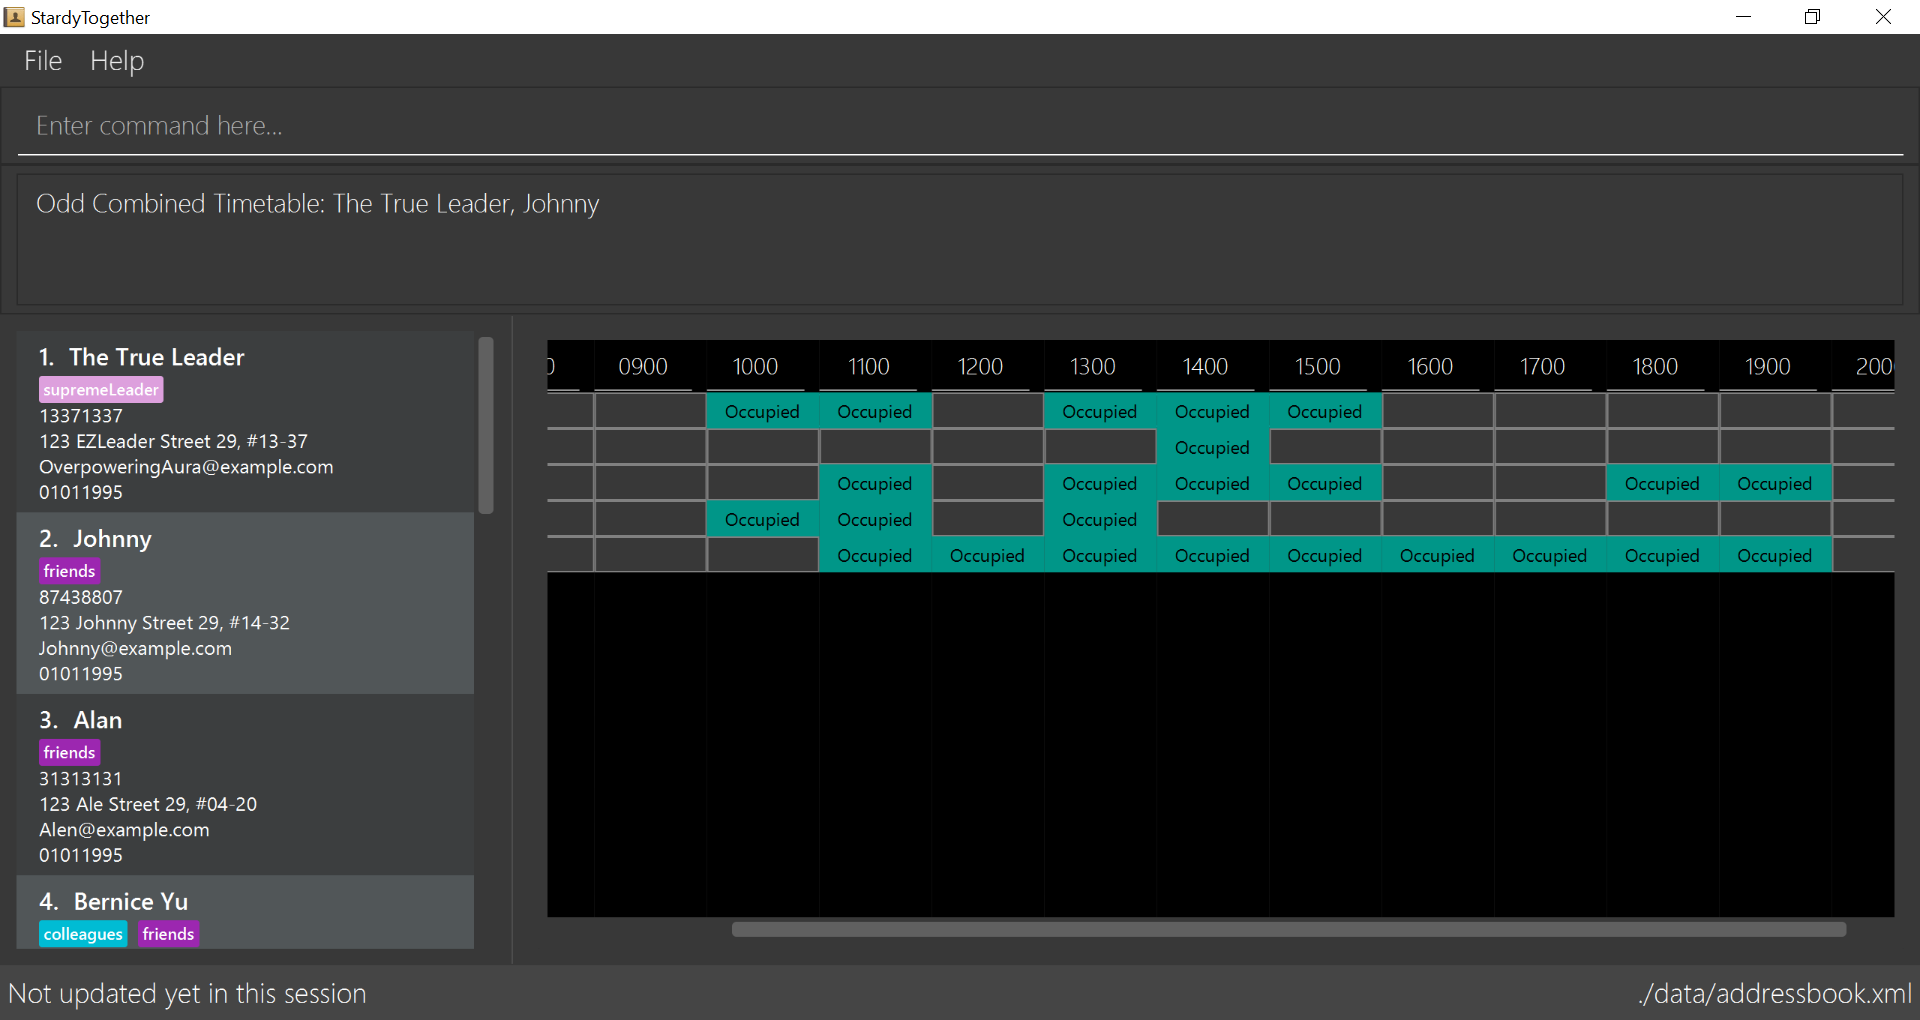 StardyTogether
File Help
Enter command here...
Odd Combined Timetable: The True Leader, Johnny
1. The True Leader
supremeLeader
13371337
123 EZLeader Street 29, #13-37
OverpoweringAura@example.com
01011995
2. Johnny
friends
87438807
123 Johnny Street 29, #14-32
Johnny@example.com
01011995
3. Alan
friends
31313131
123 Ale Street 29, #04-20
Alen@example.com
01011995
4. Bernice Yu
colleagues friends
0900 1000 1100 1200 1300 1400 1500 1600 1700 1800 1900 200
Occupied Occupied Occupied Occupied Occupied
Occupied
Occupied Occupied Occupied Occupied Occupied Occupied
Occupied Occupied Occupied
Occupied Occupied Occupied Occupied Occupied Occupied Occupied Occupied Occupied
Not updated yet in this session
./data/addressbook.xml